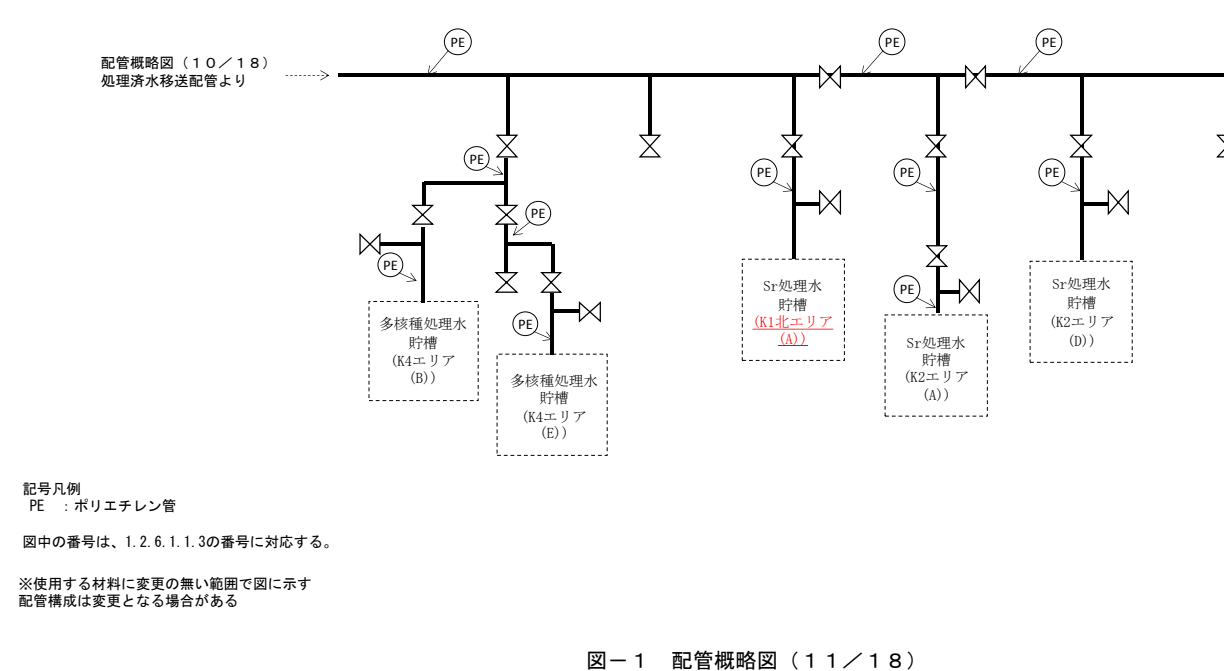 PE
PE
PE
配管概略図（１０／１８）
処理済水移送配管より
PE
PE
PE
PE
PE
PE
PE
PE
多核種処理水
貯槽
(K4エリア
(B))
多核種処理水
貯槽
(K4エリア
(E))
Sr処理水
貯槽
(K1北エリア
(A))
Sr処理水
貯槽
(K2エリア
(A))
Sr処理水
貯槽
(K2エリア
(D))
記号凡例
PE ：ポリエチレン管
図中の番号は、1.2.6.1.1.3の番号に対応する。
※使用する材料に変更の無い範囲で図に示す
配管構成は変更となる場合がある
図－１ 配管概略図（１１／１８）